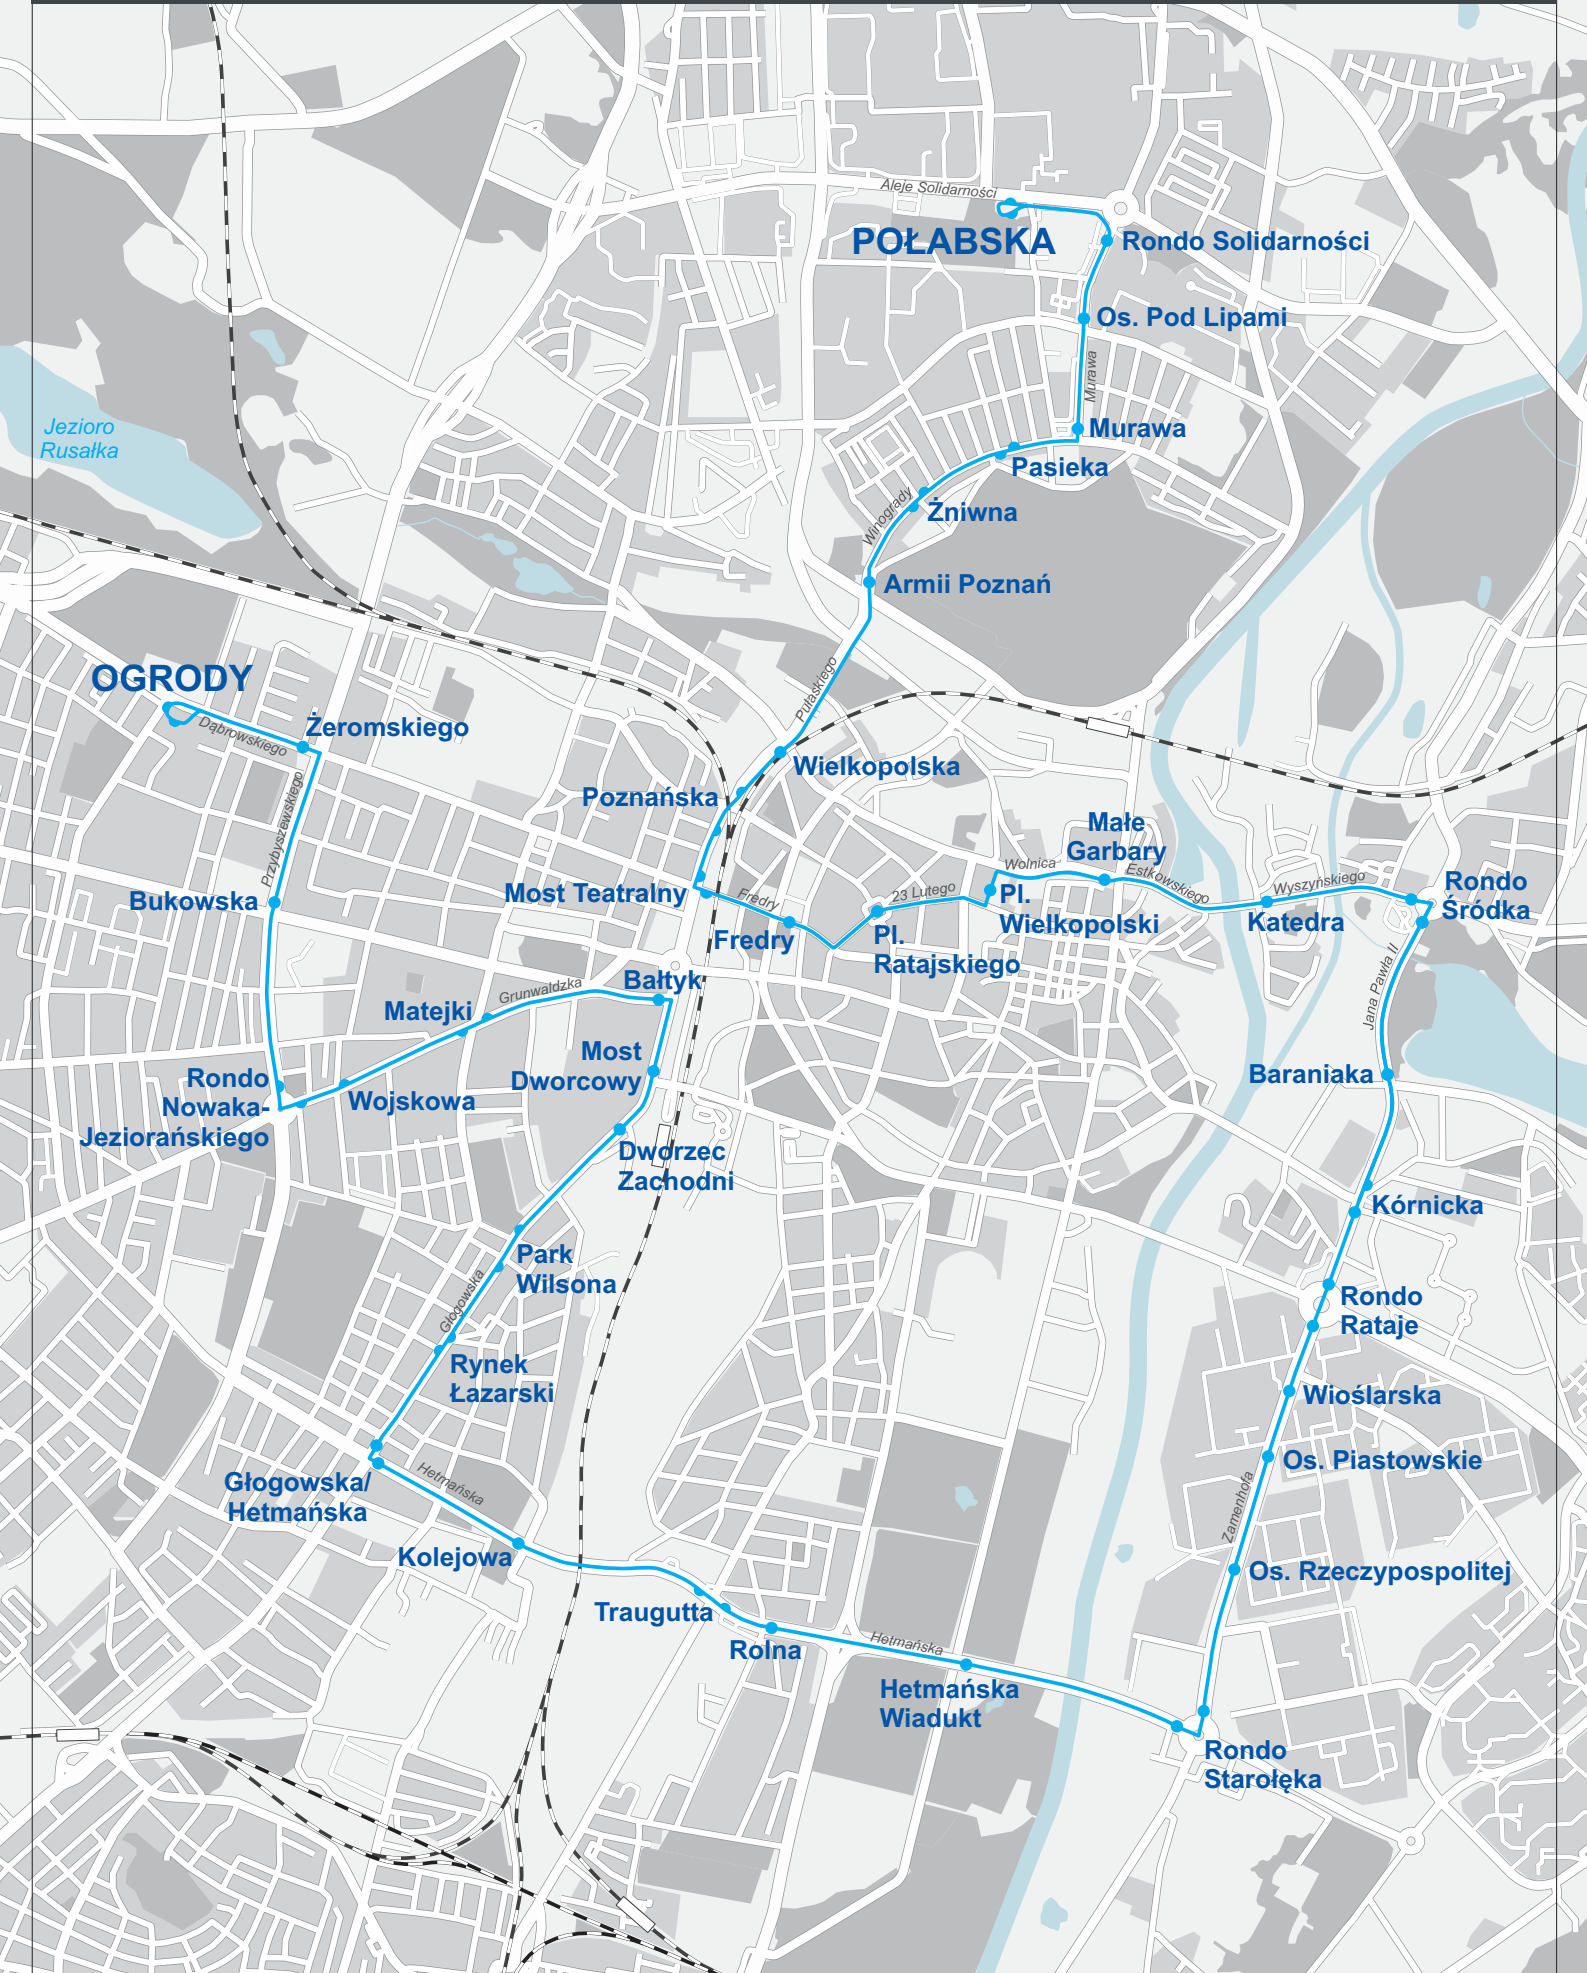 Aleje Solidarności
POŁABSKA
Rondo Solidarności
Os. Pod Lipami
Murawa
Jezioro
Rusałka
Murawa
Pasieka
Winogrady
Żniwna
Armii Poznań
OGRODY
Pułaskiego
Dąbrowskiego
Żeromskiego
Wielkopolska
Poznańska
Przybyszewskiego
Małe
Garbary
Wolnica
Estkowskiego
Wyszyńskiego
Rondo
Śródka
Most Teatralny
Fredry
23 Lutego
Pl.
Wielkopolski
Katedra
Bukowska
Fredry
Pl.
Ratajskiego
Jana Pawła II
Bałtyk
Grunwaldzka
Matejki
Most
Dworcowy
Rondo
Nowaka-
Jeziorańskiego
Wojskowa
Baraniaka
Dworzec
Zachodni
Kórnicka
Park
Wilsona
Głogowska
Rondo
Rataje
Rynek
Łazarski
Wioślarska
Głogowska/
Hetmańska
Hetmańska
Os. Piastowskie
Zamenhofa
Kolejowa
Os. Rzeczypospolitej
Traugutta
Rolna
Hetmańska
Hetmańska
Wiadukt
Rondo
Starołęka